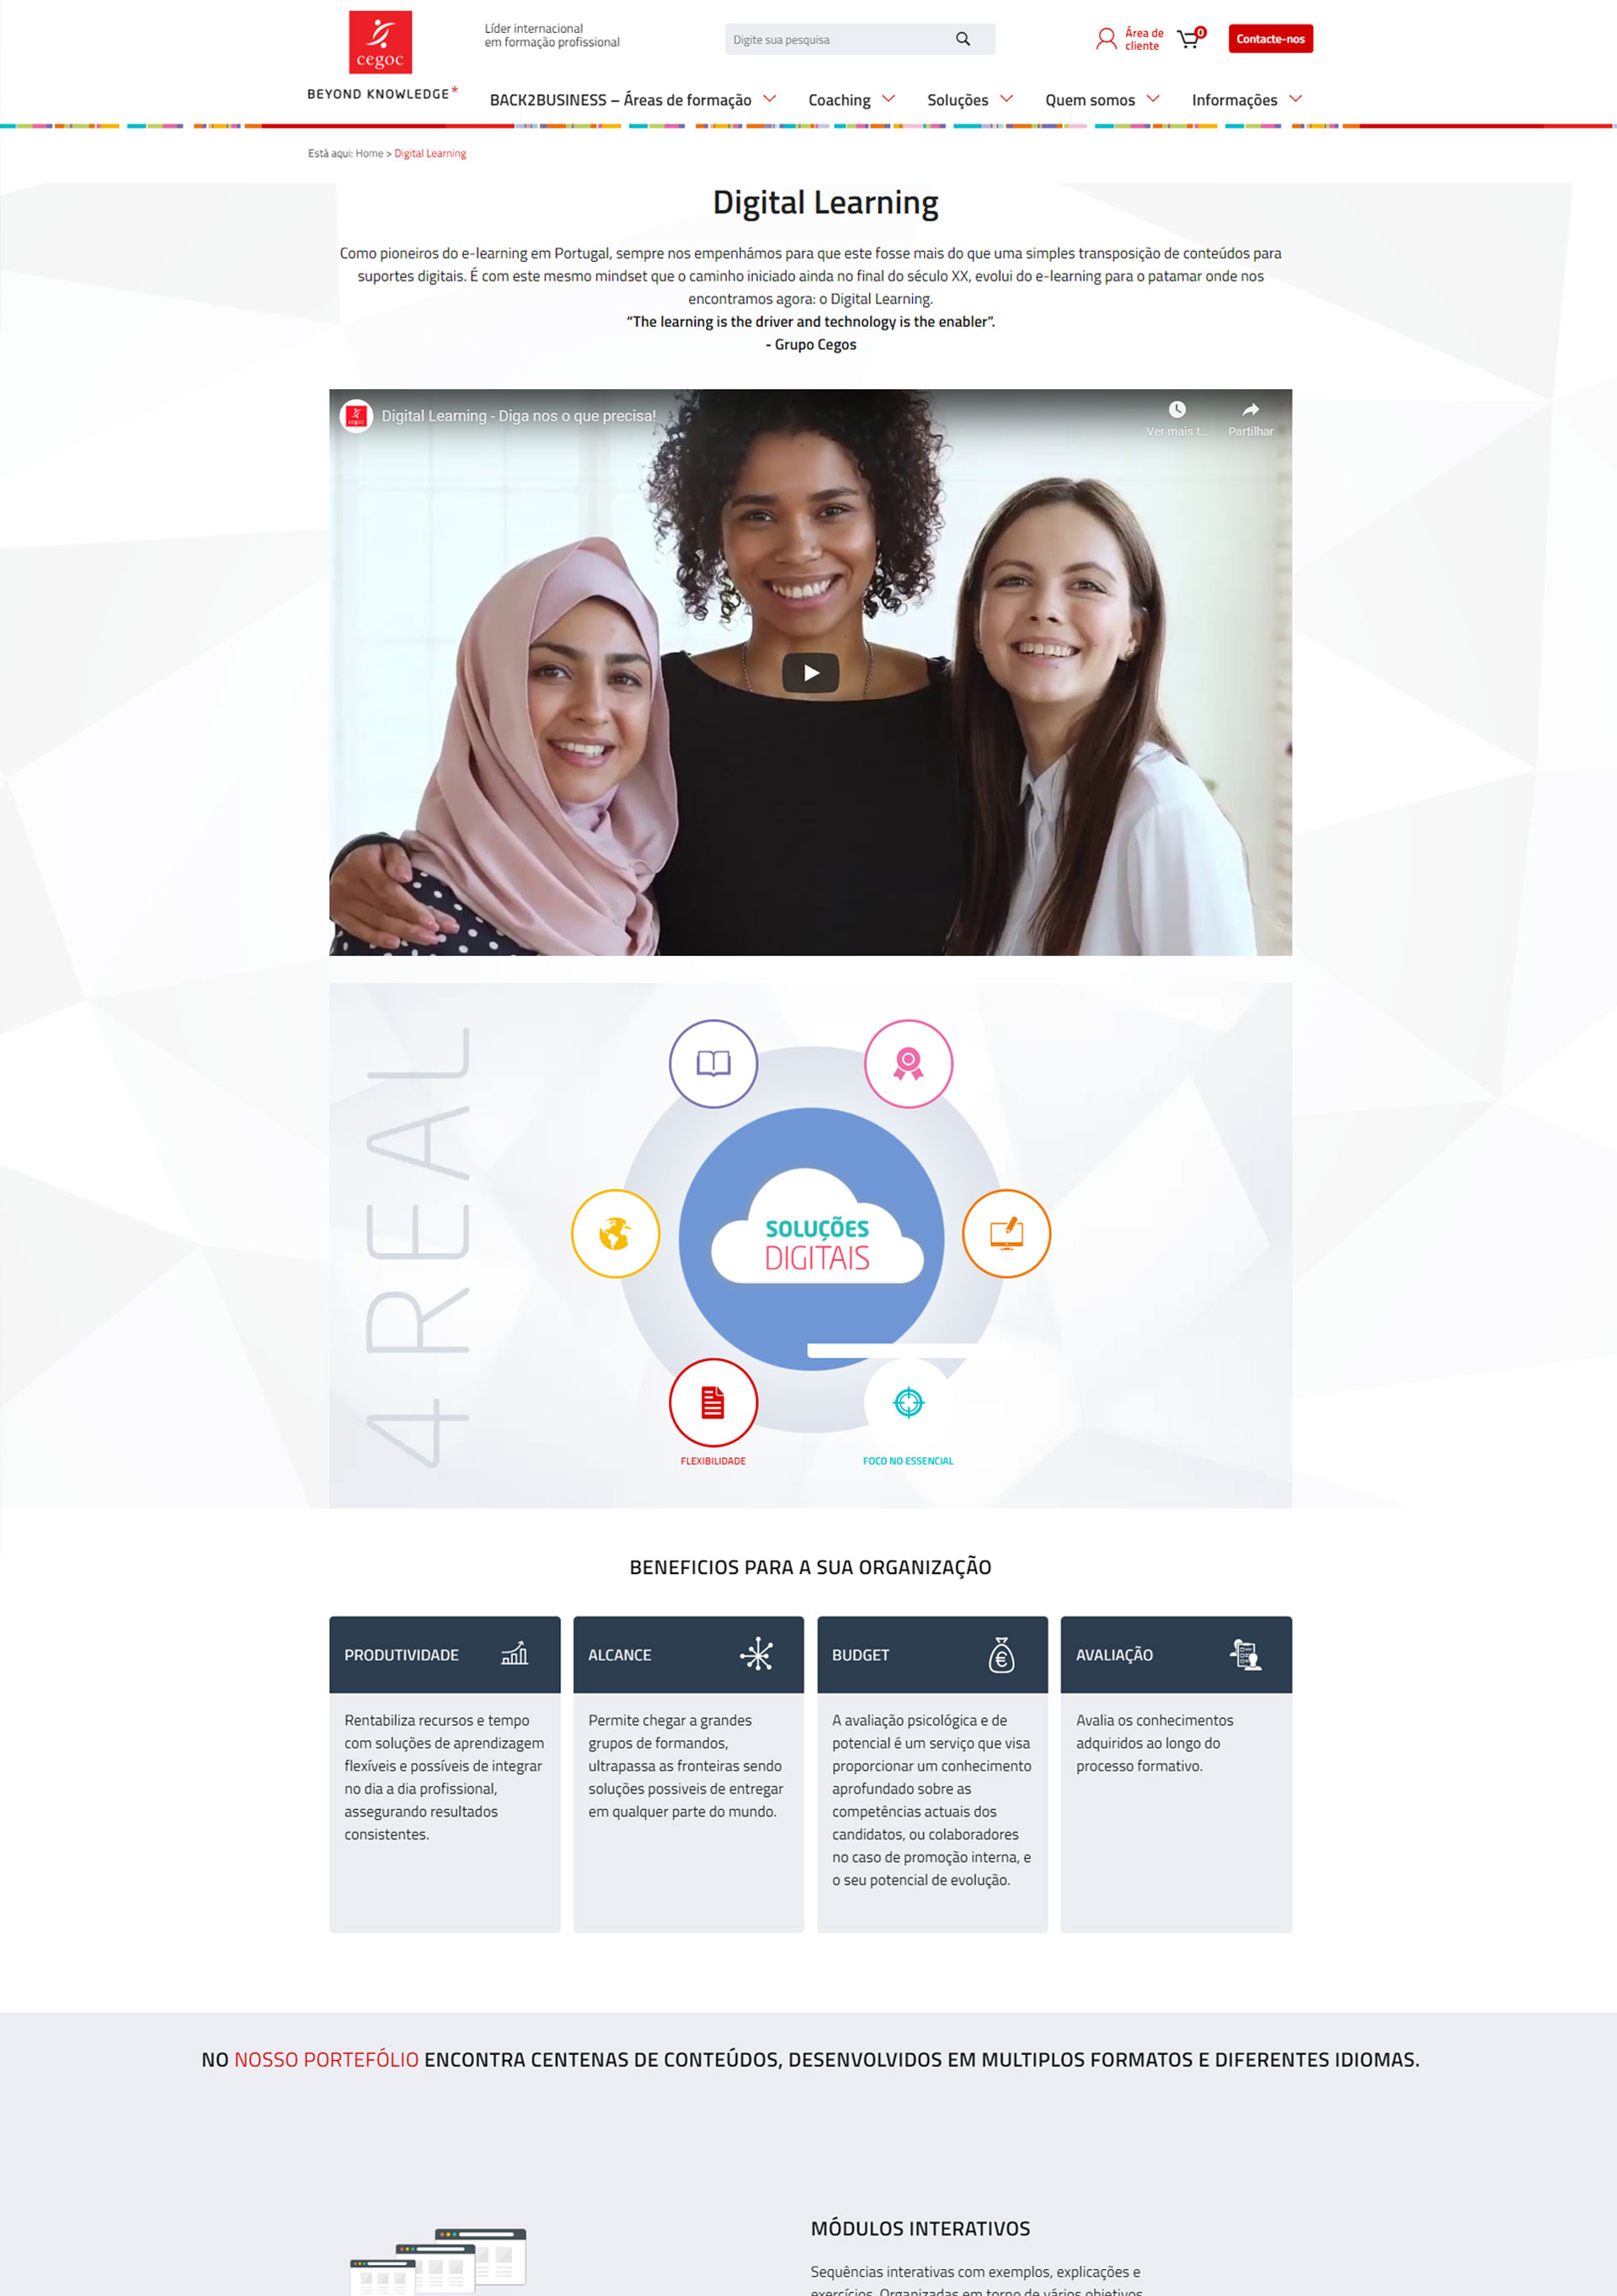 cegoc
BEYOND KNOWLEDGE*
Líder internacional
em formação profissional
Digite sua pesquisa
Área de
cliente
0
Contacte-nos
BACK2BUSINESS – Áreas de formação
Coaching
Soluções
Quem somos
Informações
Está aqui: Home > Digital Learning
Digital Learning
Como pioneiros do e-learning em Portugal, sempre nos empenhámos para que este fosse mais do que uma simples transposição de conteúdos para
suportes digitais. É com este mesmo mindset que o caminho iniciado ainda no final do século XX, evolui do e-learning para o patamar onde nos
encontramos agora: o Digital Learning.
“The learning is the driver and technology is the enabler”.
- Grupo Cegos
cegoc
Digital Learning - Diga nos o que precisa!
Ver mais t...
Partilhar
4 REAL
SOLUÇÕES
DIGITAIS
FLEXIBILIDADE
FOCO NO ESSENCIAL
BENEFICIOS PARA A SUA ORGANIZAÇÃO
PRODUTIVIDADE
Rentabiliza recursos e tempo
com soluções de aprendizagem
flexíveis e possíveis de integrar
no dia a dia profissional,
assegurando resultados
consistentes.
ALCANCE
Permite chegar a grandes
grupos de formandos,
ultrapassa as fronteiras sendo
soluções possiveis de entregar
em qualquer parte do mundo.
BUDGET
A avaliação psicológica e de
potencial é um serviço que visa
proporcionar um conhecimento
aprofundado sobre as
competências actuais dos
candidatos, ou colaboradores
no caso de promoção interna, e
o seu potencial de evolução.
AVALIAÇÃO
Avalia os conhecimentos
adquiridos ao longo do
processo formativo.
NO NOSSO PORTEFÓLIO ENCONTRA CENTENAS DE CONTEÚDOS, DESENVOLVIDOS EM MULTIPLOS FORMATOS E DIFERENTES IDIOMAS.
MÓDULOS INTERATIVOS
Sequências interativas com exemplos, explicações e
exercícios. Organizadas em torno de vários objetivos